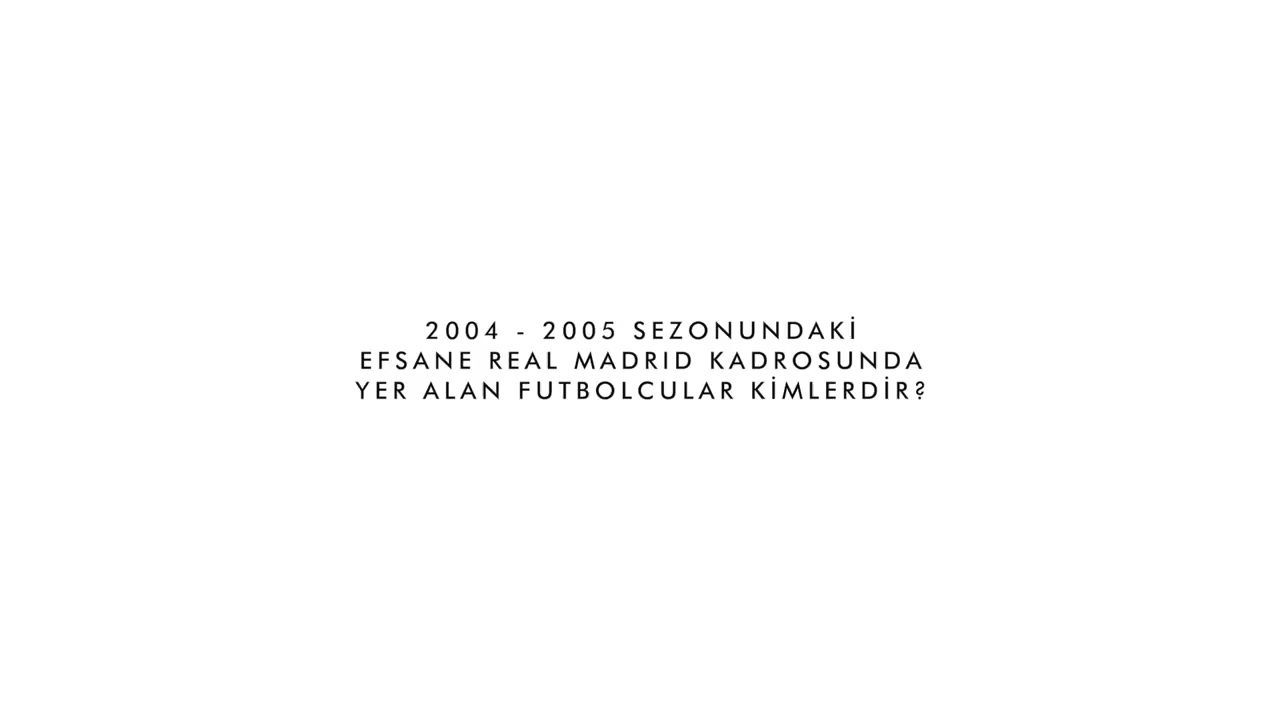 2004 - 2005 SEZONUNDAKİ
EFSANE REAL MADRID KADROSUNDA
YER ALAN FUTBOLCULAR KİMLERDİR?